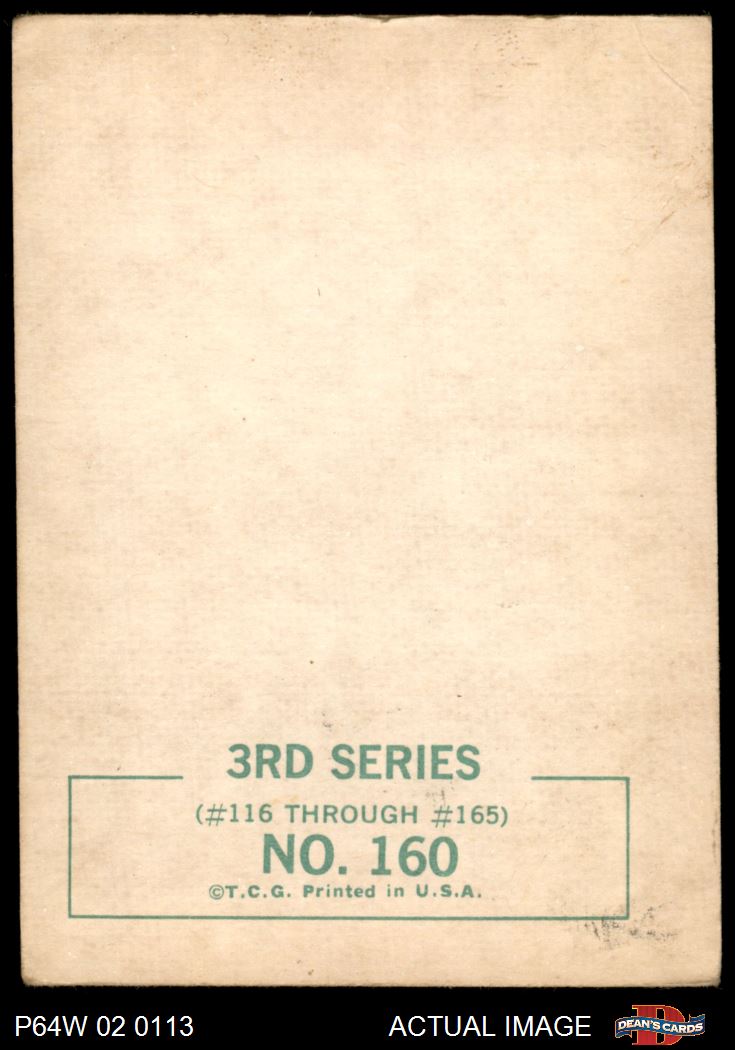 3RD SERIES
(#116 THROUGH #165)
NO. 160
©T.C.G. Printed in U.S.A.
P64W 02 0113
ACTUAL IMAGE
DEAN'S CARDS